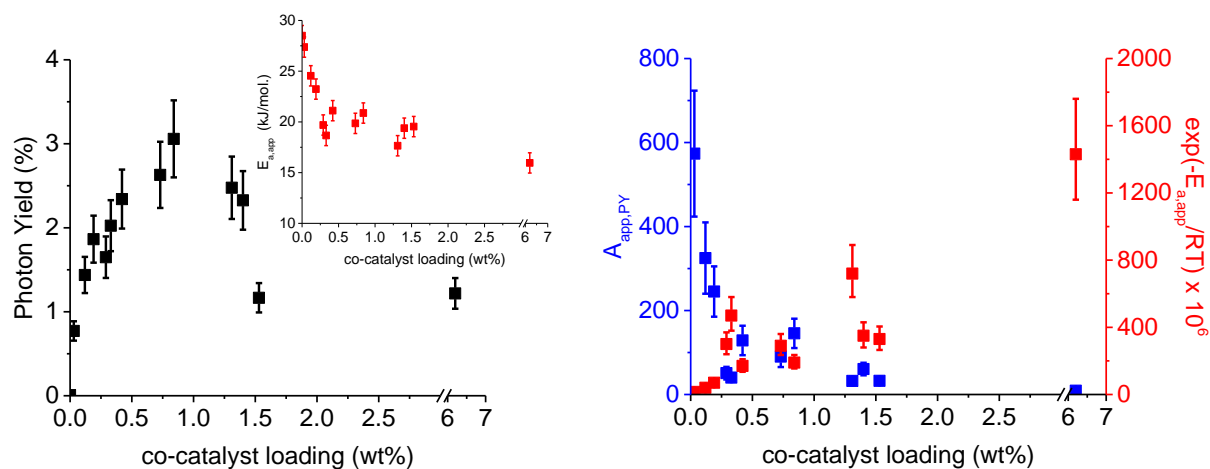 4
3
2
1
0
Photon Yield (%)
0.0 0.5 1.0 1.5 2.0 2.5 6 7
co-catalyst loading (wt%)
30
25
20
15
10
E_a,app (kJ/mol.)
0.0 0.5 1.0 1.5 2.0 2.5 6 7
co-catalyst loading (wt%)
800
600
400
200
0
A_app,PY
0.0 0.5 1.0 1.5 2.0 2.5 6 7
co-catalyst loading (wt%)
2000
1600
1200
800
400
0
exp(-E_a,app/RT) x 10^6